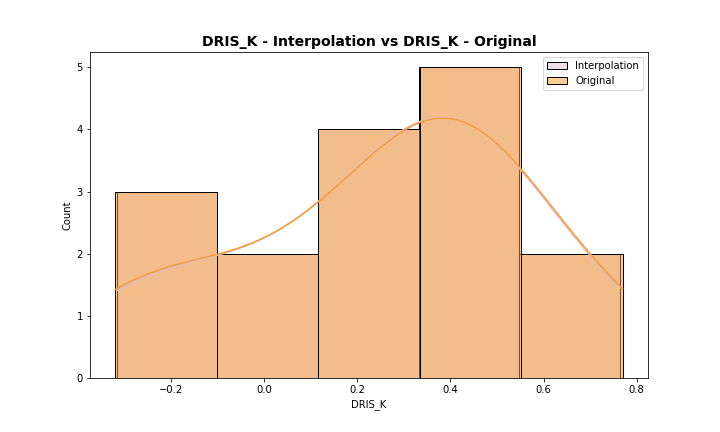 DRIS_K - Interpolation vs DRIS_K - Original
Interpolation
Original
5
4
3
2
1
0
Count
−0.2
0.0
0.2
0.4
0.6
0.8
DRIS_K